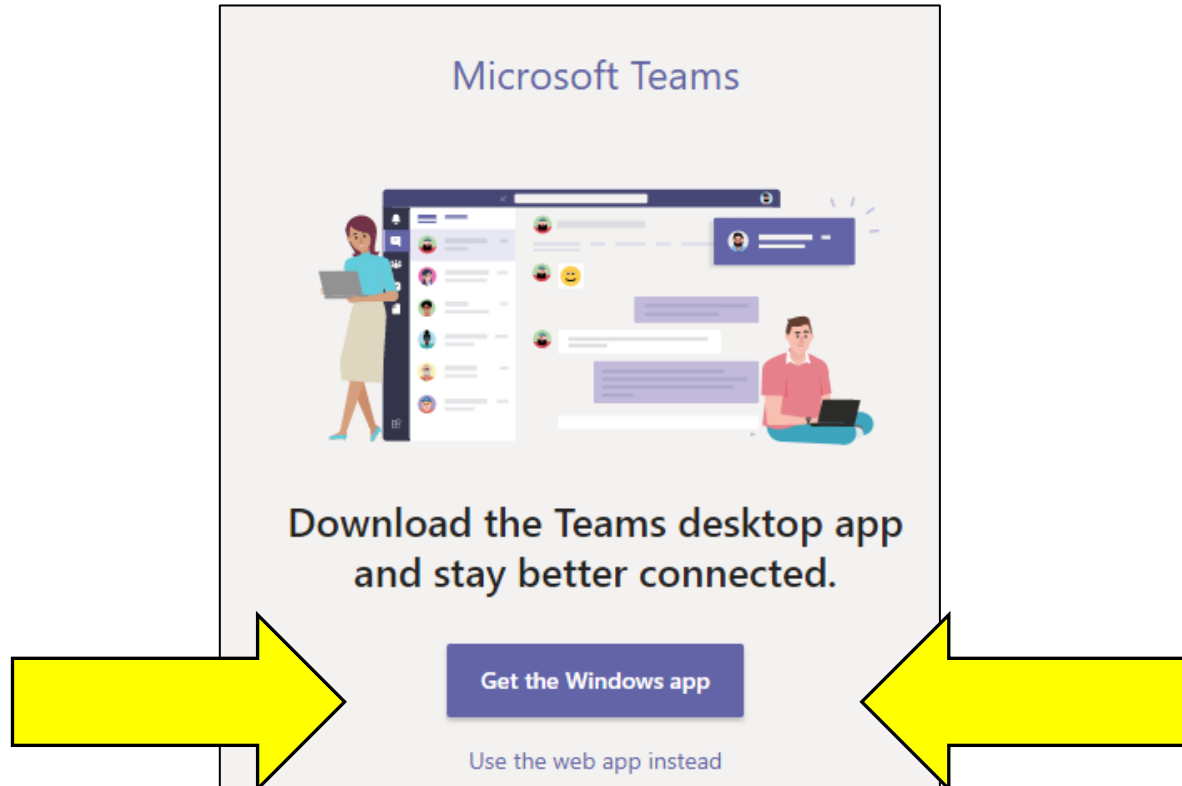 Microsoft Teams
Download the Teams desktop app
and stay better connected.
Get the Windows app
Use the web app instead